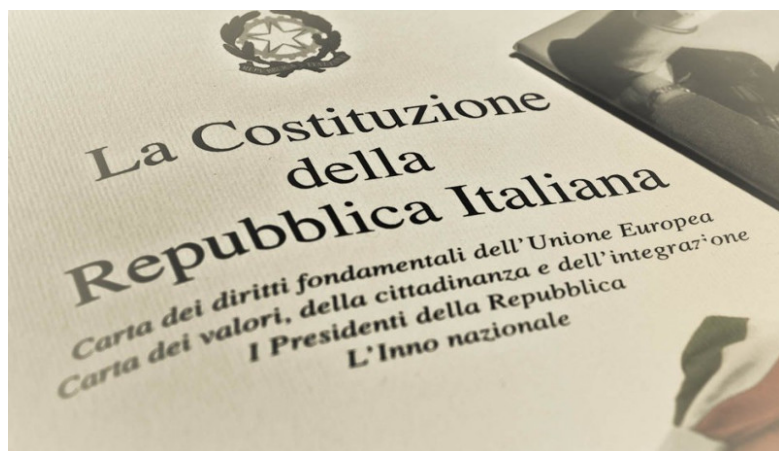 La Costituzione
della
Repubblica Italiana
Carta dei diritti fondamentali dell'Unione Europea
Carta dei valori, della cittadinanza e dell'integrazione
I Presidenti della Repubblica
L'Inno nazionale